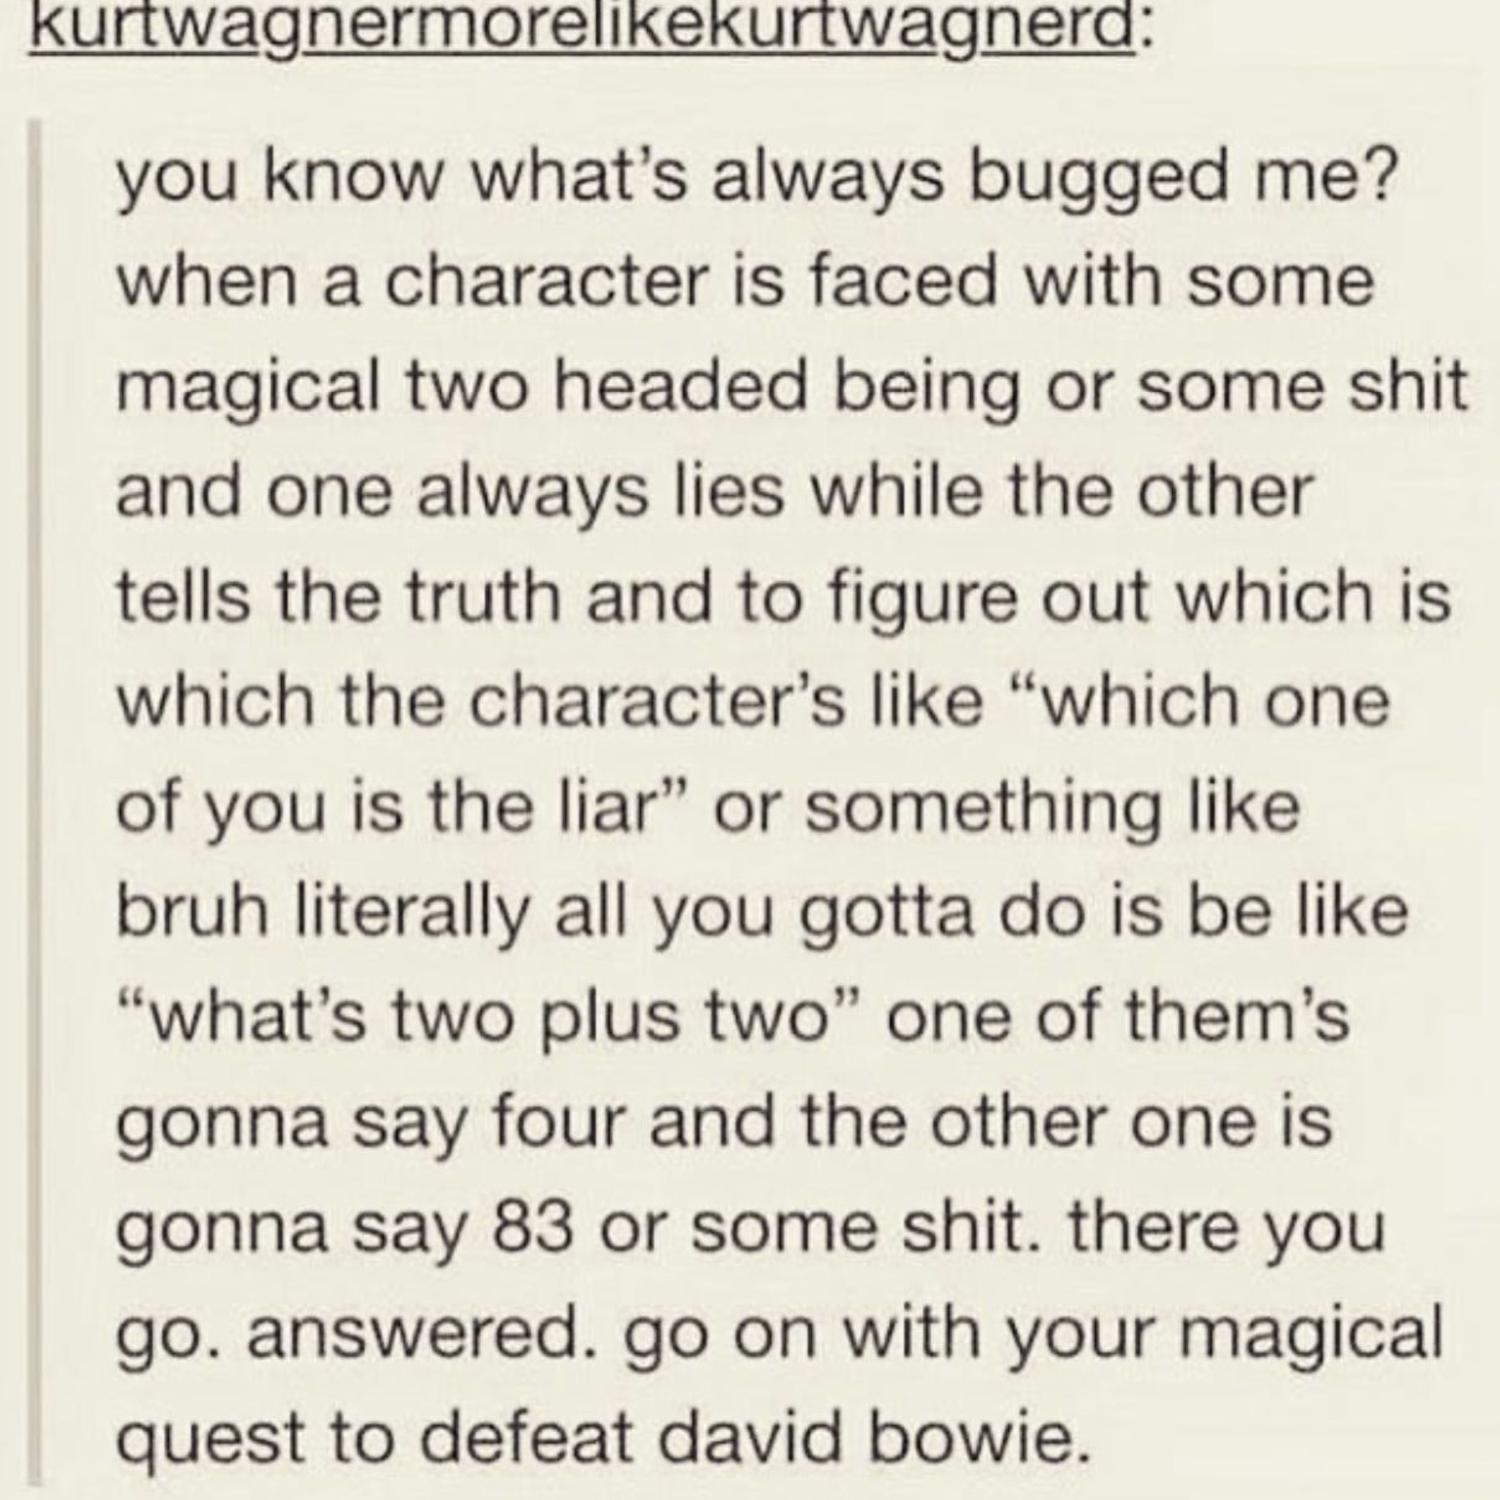 kurtwagnermorelikekurtwagnerd:
you know what’s always bugged me?
when a character is faced with some
magical two headed being or some shit
and one always lies while the other
tells the truth and to figure out which is
which the character’s like “which one
of you is the liar” or something like
bruh literally all you gotta do is be like
“what’s two plus two” one of them’s
gonna say four and the other one is
gonna say 83 or some shit. there you
go. answered. go on with your magical
quest to defeat david bowie.